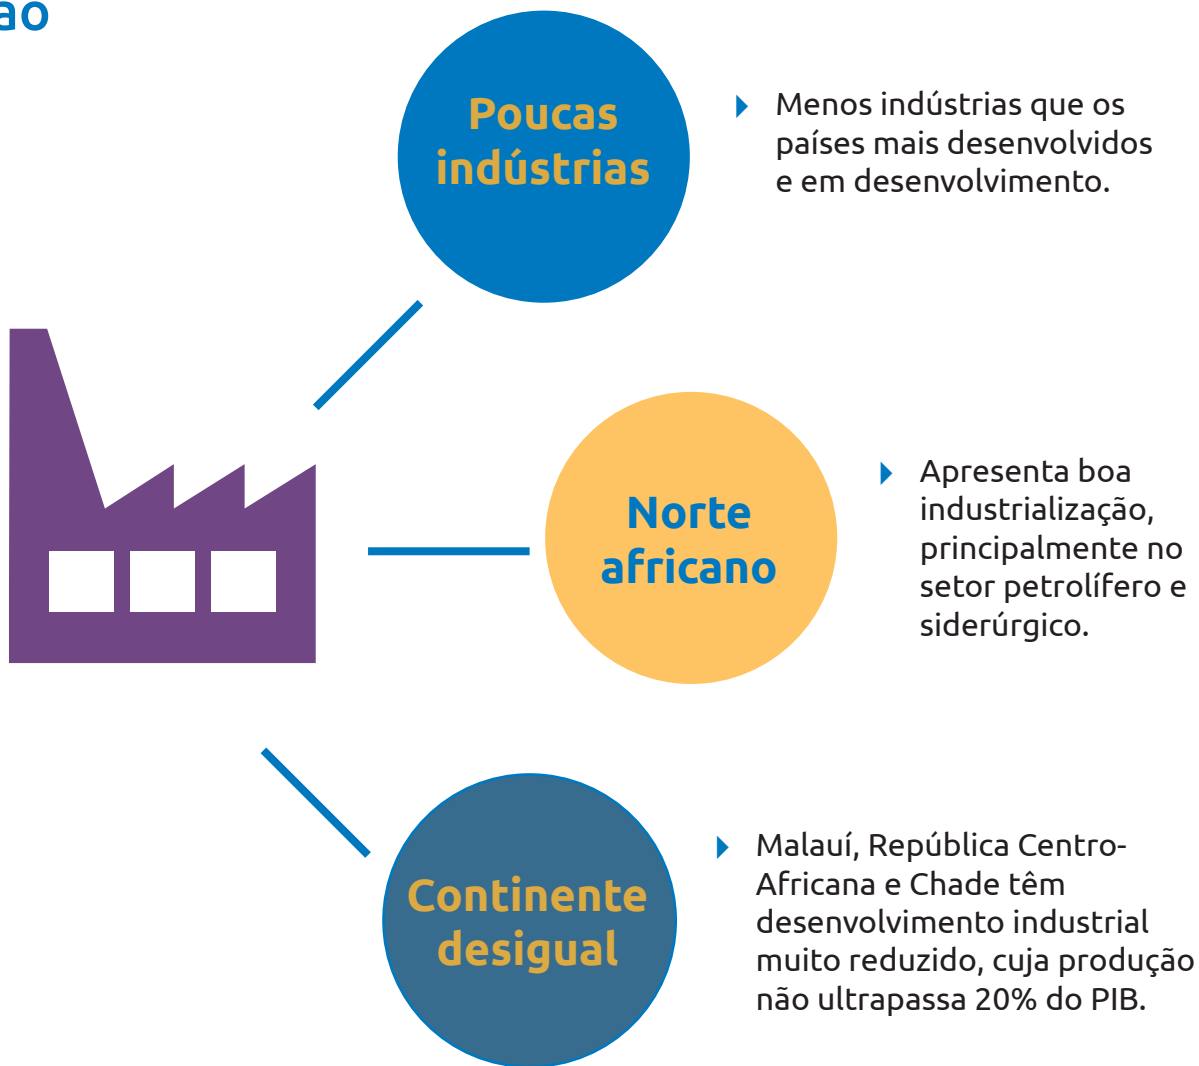 ão
Poucas
indústrias
Menos indústrias que os
países mais desenvolvidos
e em desenvolvimento.
Norte
africano
Apresenta boa
industrialização,
principalmente no
setor petrolífero e
siderúrgico.
Continente
desigual
Malauí, República Centro-
Africana e Chade têm
desenvolvimento industrial
muito reduzido, cuja produção
não ultrapassa 20% do PIB.